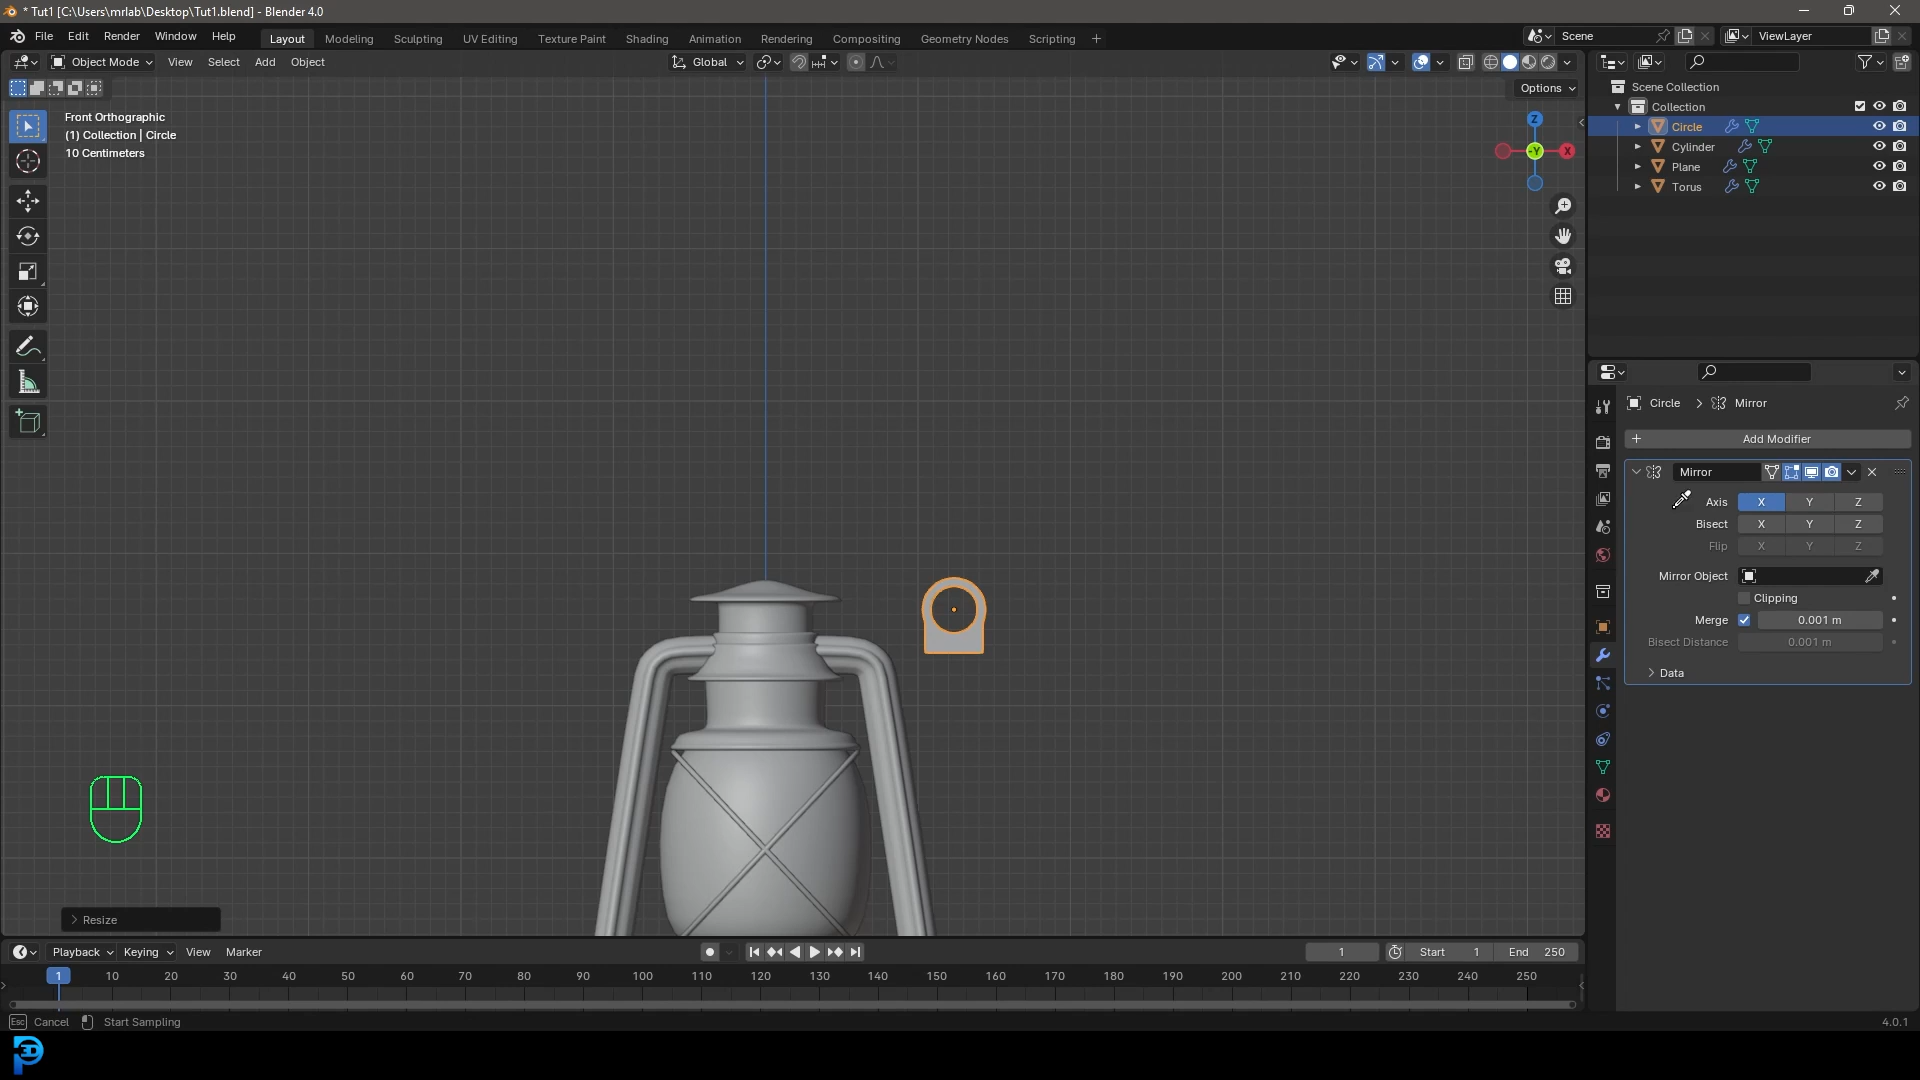 * Tut1 [C:\Users\mrlab\Desktop\Tut1.blend] - Blender 4.0
File Edit Render Window Help
Layout Modeling Sculpting UV Editing Texture Paint Shading Animation Rendering Compositing Geometry Nodes Scripting +
Scene
ViewLayer
Object Mode View Select Add Object
Global
Options
Front Orthographic
(1) Collection | Circle
10 Centimeters
Z
-Y
X
Scene Collection
Collection
Circle
Cylinder
Plane
Torus
Circle > Mirror
+ Add Modifier
Mirror
Axis X Y Z
Bisect X Y Z
Flip X Y Z
Mirror Object
Clipping
Merge 0.001 m
Bisect Distance 0.001 m
> Data
> Resize
Playback Keying View Marker
1
Start 1
End 250
1 10 20 30 40 50 60 70 80 90 100 110 120 130 140 150 160 170 180 190 200 210 220 230 240 250
Esc Cancel Start Sampling
4.0.1
3D